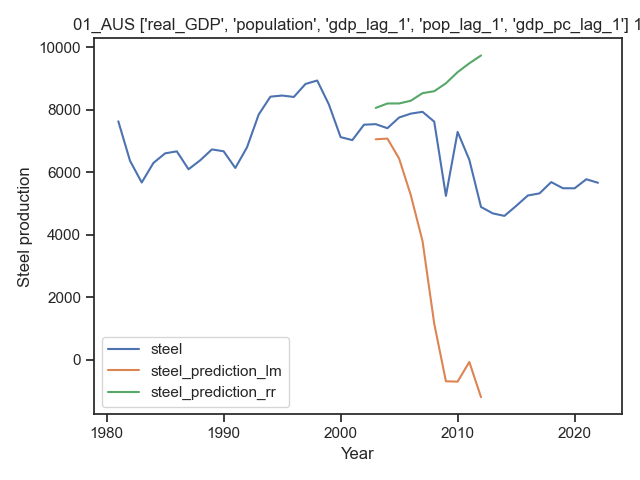 01_AUS ['real_GDP', 'population', 'gdp_lag_1', 'pop_lag_1', 'gdp_pc_lag_1'] 1
10000
8000
6000
4000
2000
0
Steel production
steel
steel_prediction_lm
steel_prediction_rr
1980
1990
2000
2010
2020
Year